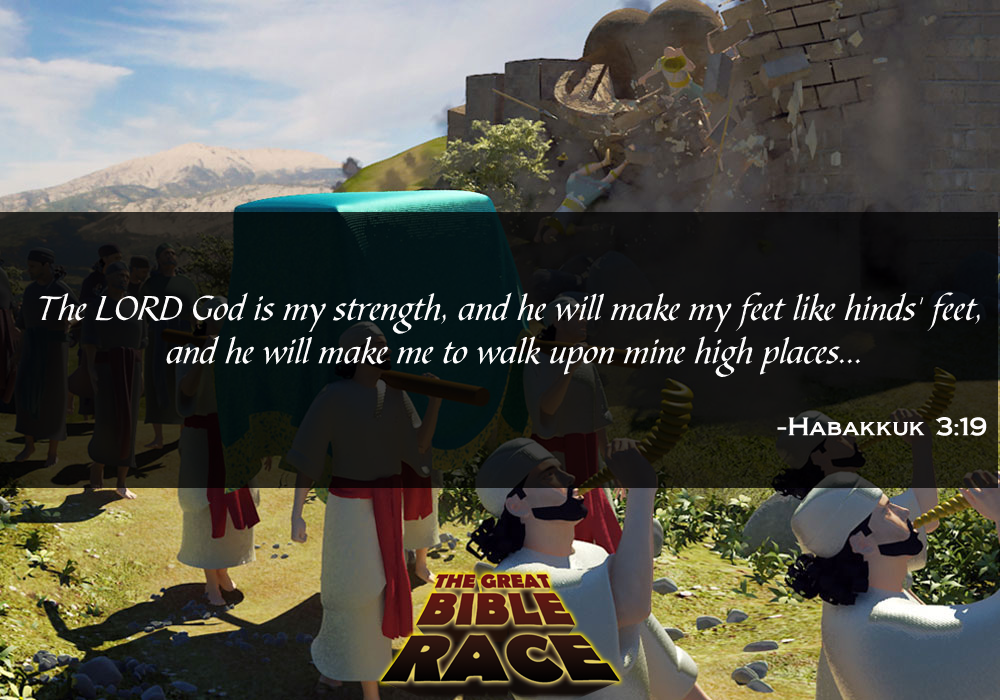 The LORD God is my strength, and he will make my feet like hinds' feet,
and he will make me to walk upon mine high places...
-Habakkuk 3:19
THE GREAT
BIBLE
RACE